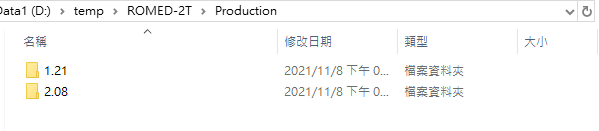 Data1 (D:) › temp › ROMED-2T › Production
名稱 修改日期 類型 大小
1.21 2021/11/8 下午 0... 檔案資料夾
2.08 2021/11/8 下午 0... 檔案資料夾